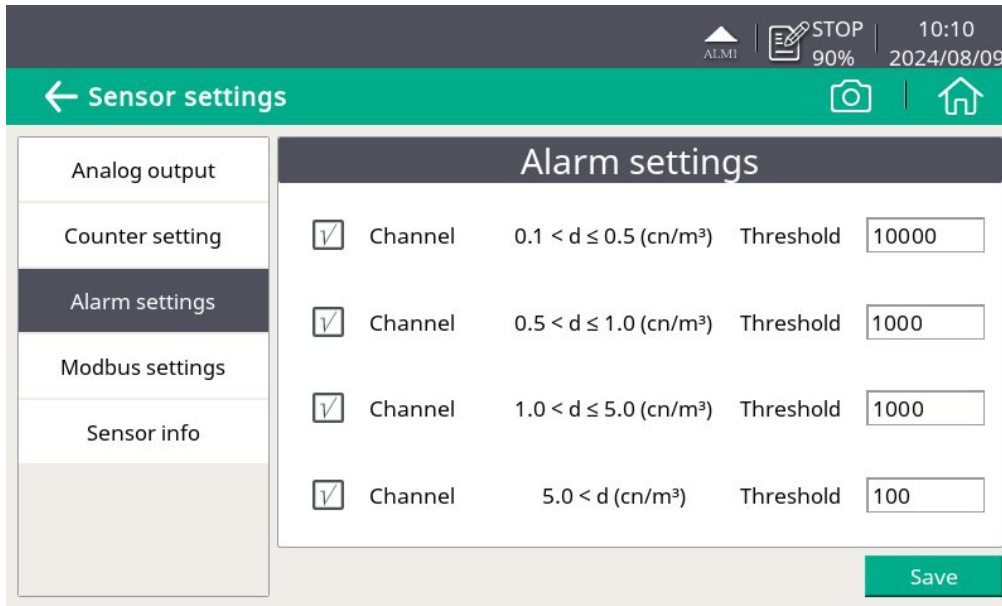 ALMI
STOP
90%
10:10
2024/08/09
Sensor settings
Analog output
Counter setting
Alarm settings
Modbus settings
Sensor info
Alarm settings
√ Channel 0.1 < d ≤ 0.5 (cn/m³) Threshold 10000
√ Channel 0.5 < d ≤ 1.0 (cn/m³) Threshold 1000
√ Channel 1.0 < d ≤ 5.0 (cn/m³) Threshold 1000
√ Channel 5.0 < d (cn/m³) Threshold 100
Save